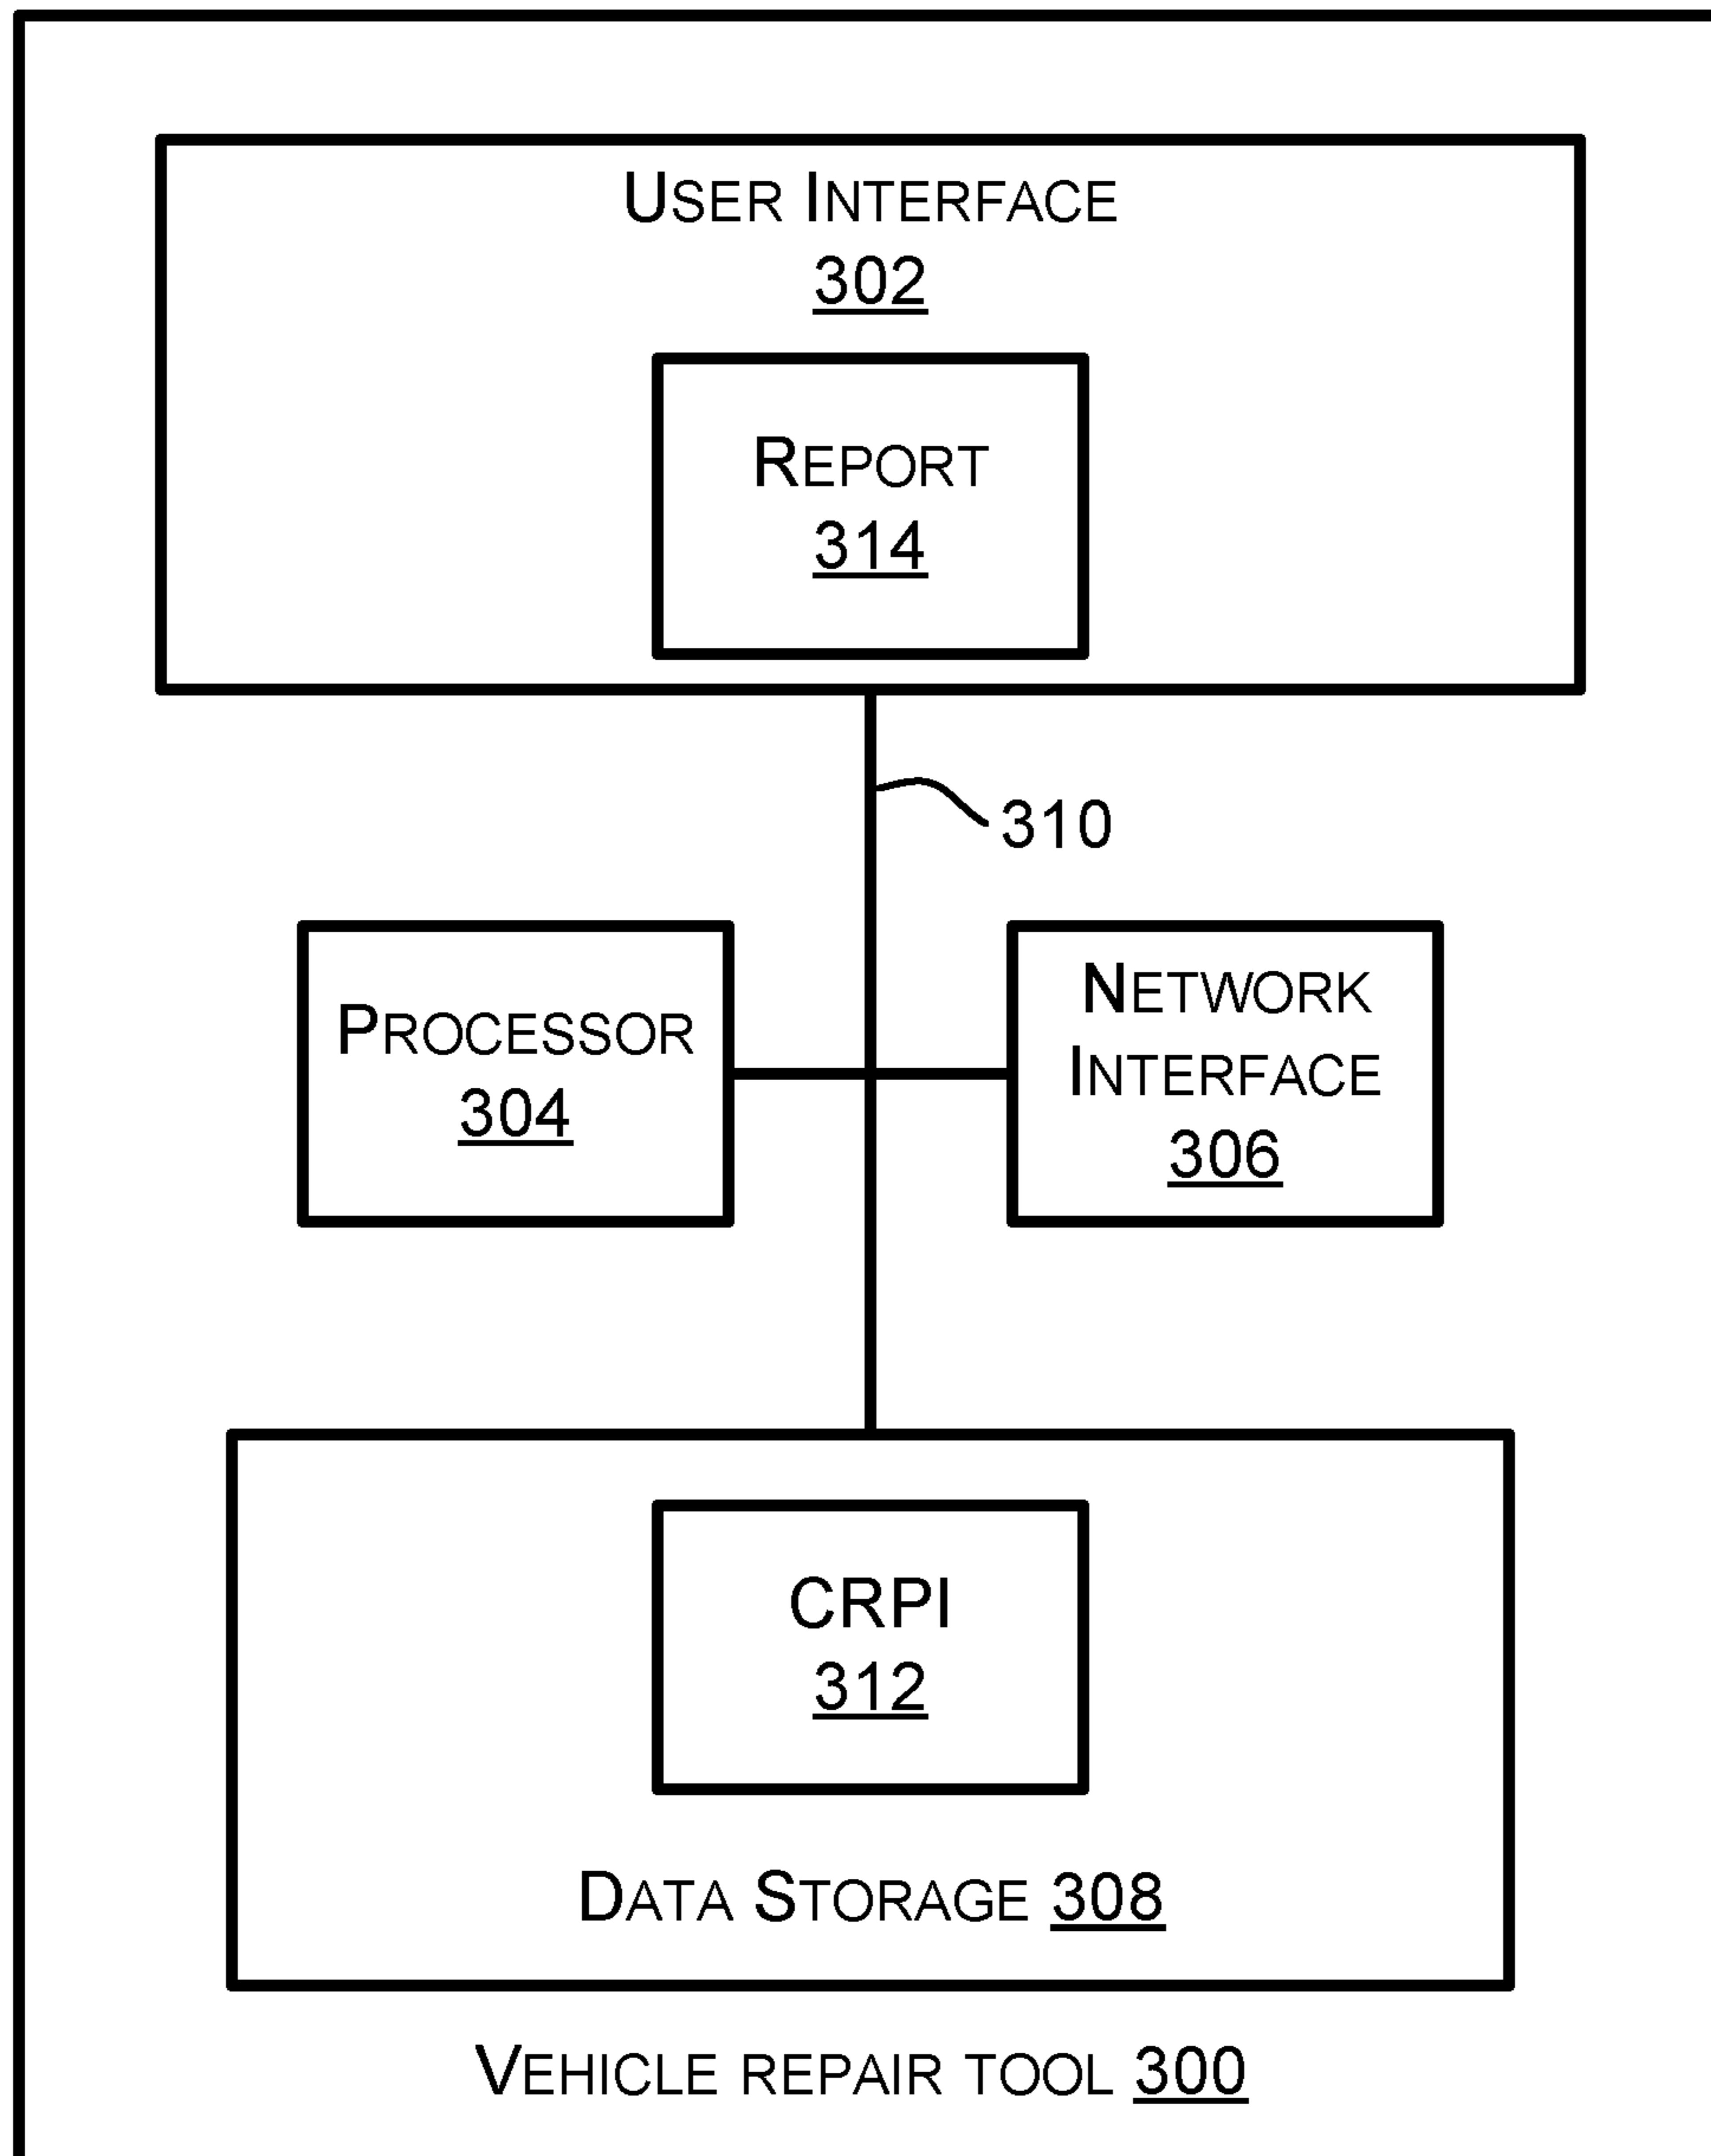 USER INTERFACE
302
REPORT
314
310
PROCESSOR
304
NETWORK
INTERFACE
306
CRPI
312
DATA STORAGE 308
VEHICLE REPAIR TOOL 300